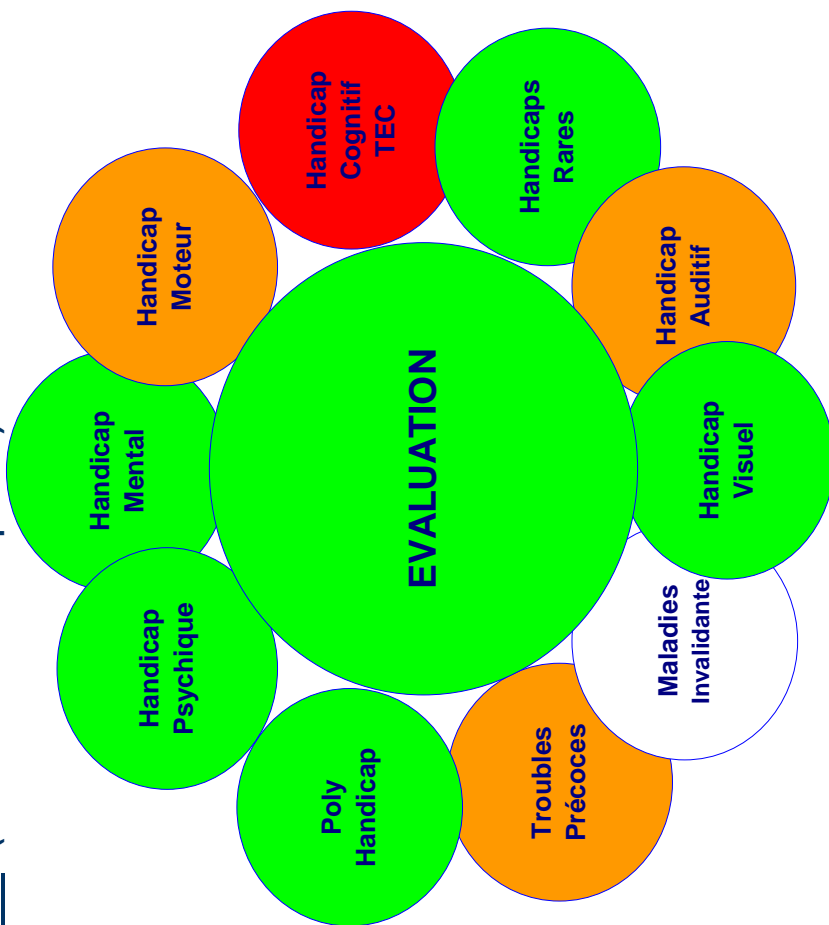 Handicap
Mental
Handicap
Psychique
Handicap
Moteur
Poly
Handicap
Handicap
Cognitif
TEC
EVALUATION
Troubles
Précoces
Handicaps
Rares
Maladies
Invalidante
Handicap
Auditif
Handicap
Visuel